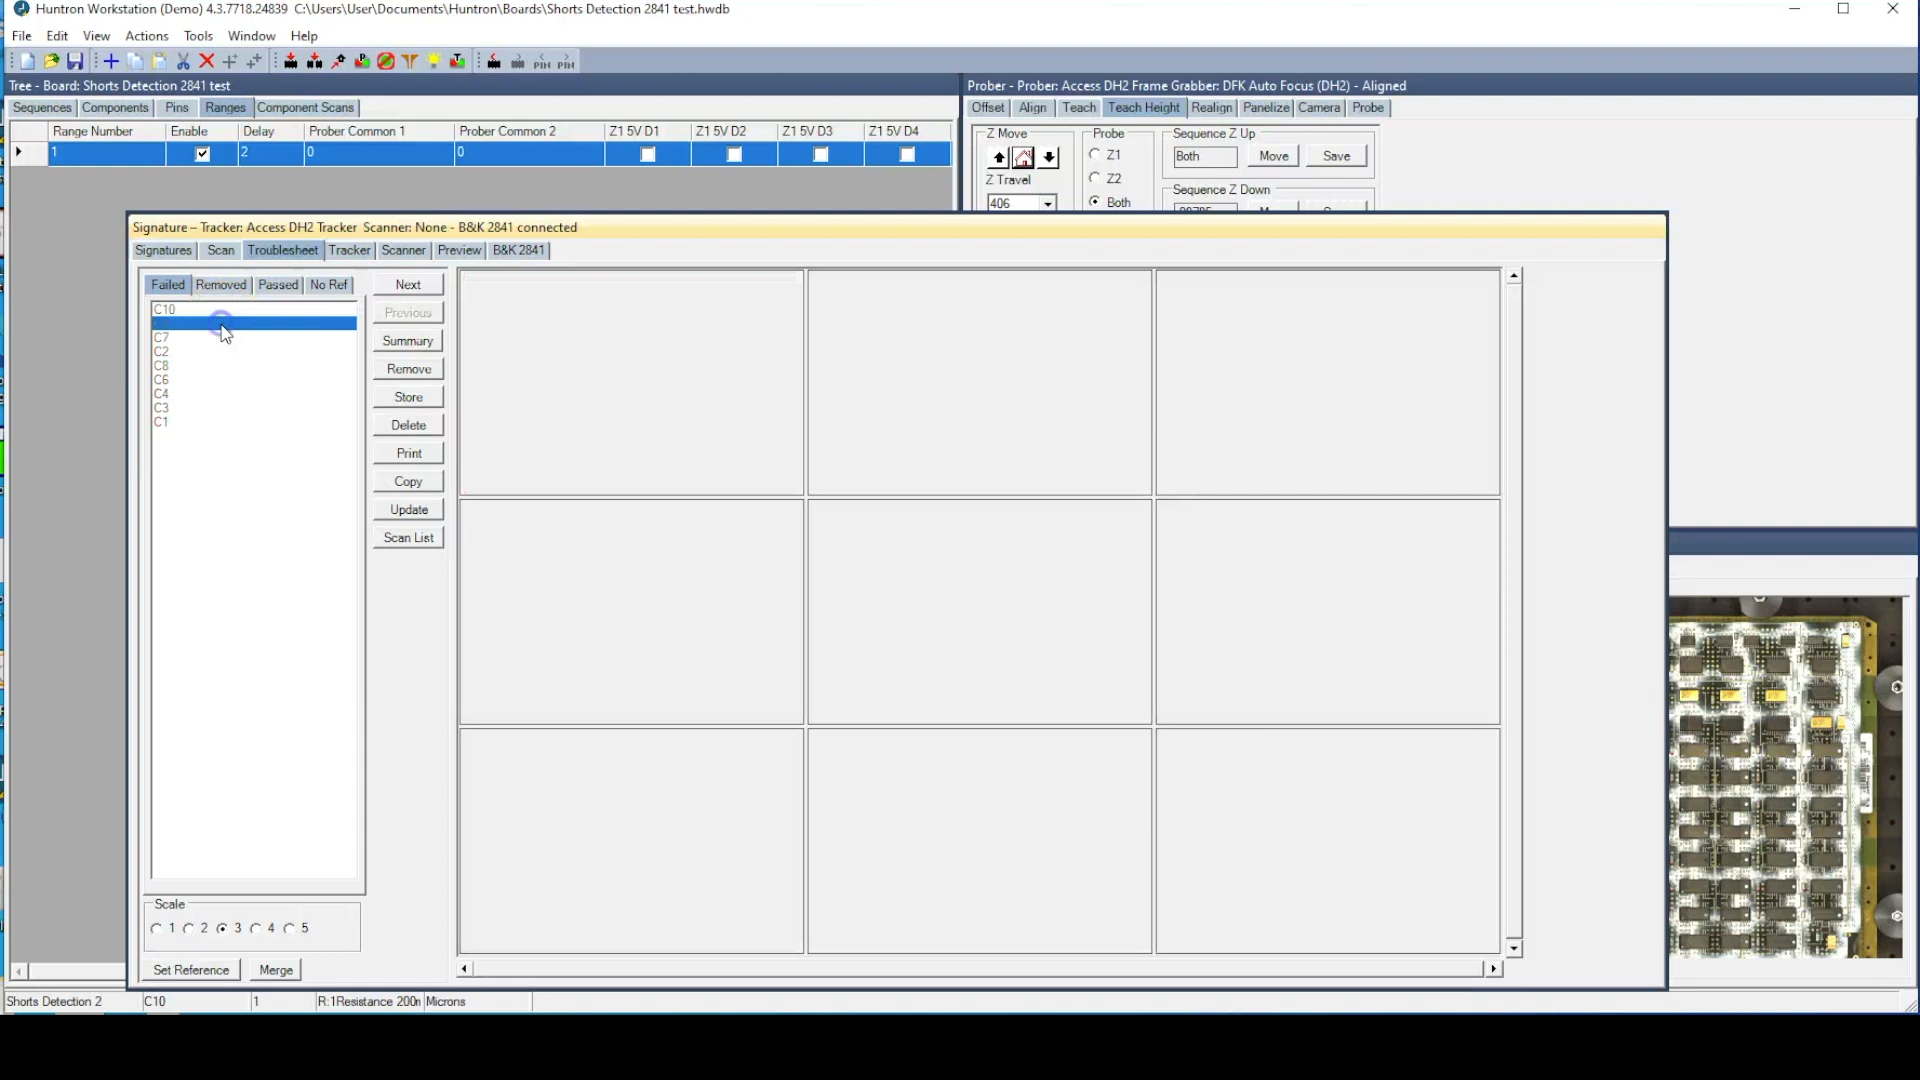 Huntron Workstation (Demo) 4.3.7718.24839 C:\Users\User\Documents\Huntron\Boards\Shorts Detection 2841 test.hwdb
File Edit View Actions Tools Window Help
PIN PIN
Tree - Board: Shorts Detection 2841 test
Prober - Prober: Access DH2 Frame Grabber: DFK Auto Focus (DH2) - Aligned
Sequences Components Pins Ranges Component Scans
Offset Align Teach Teach Height Realign Panelize Camera Probe
Range Number Enable Delay Prober Common 1 Prober Common 2 Z1 5V D1 Z1 5V D2 Z1 5V D3 Z1 5V D4
1 2 0 0
Z Move Probe Sequence Z Up
Z1 Both Move Save
Z Travel Z2 Sequence Z Down
406 Both
Signature – Tracker: Access DH2 Tracker Scanner: None - B&K 2841 connected
Signatures Scan Troublesheet Tracker Scanner Preview B&K 2841
Failed Removed Passed No Ref
C10
C7
C2
C8
C6
C4
C3
C1
Next
Previous
Summary
Remove
Store
Delete
Print
Copy
Update
Scan List
Scale
1 2 3 4 5
Set Reference Merge
Shorts Detection 2 C10 1 R:1Resistance 200n Microns